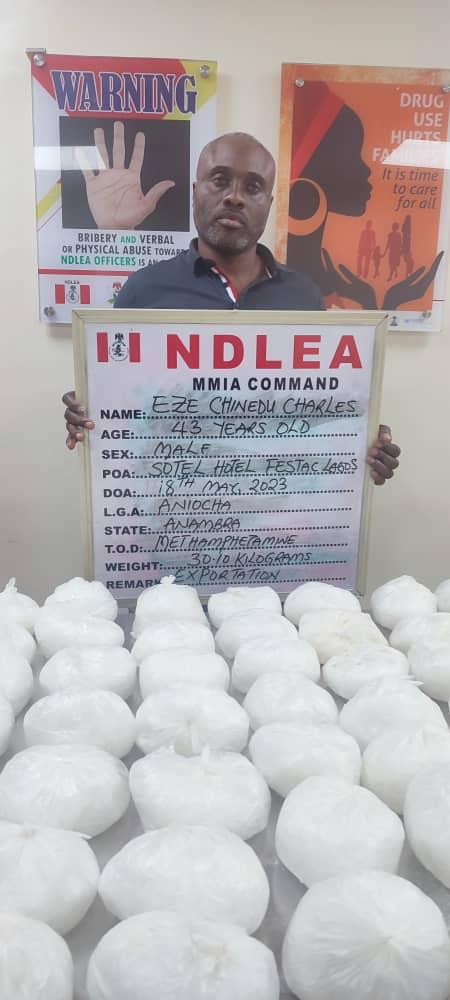 WARNING
BRIBERY AND VERBAL
OR PHYSICAL ABUSE TOWARD
NDLEA OFFICERS IS AN
NDLEA
DRUG
USE
HURTS
FAMILIES
It is time
to care
for all
NDLEA
MMIA COMMAND
NAME: EZE CHINEDU CHARLES
AGE: 43 YEARS OLD
SEX: MALE
POA: SOTEL HOTEL FESTAC LAGOS
DOA: 18TH MAY, 2023
L.G.A: ANIOCHA
STATE: ANAMBRA
T.O.D: METHAMPHETAMINE
WEIGHT: 30.10 KILOGRAMS
REMARK EXPORTATION